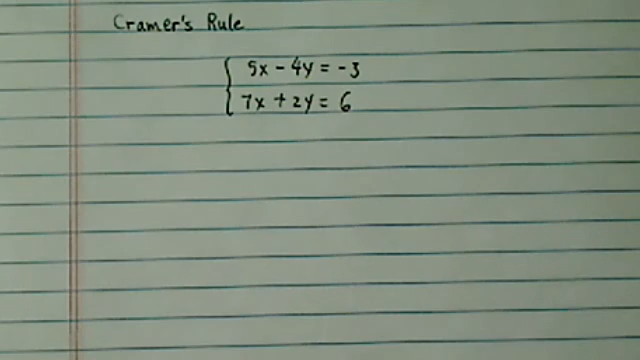 Cramer's Rule
5x - 4y = -3
7x + 2y = 6